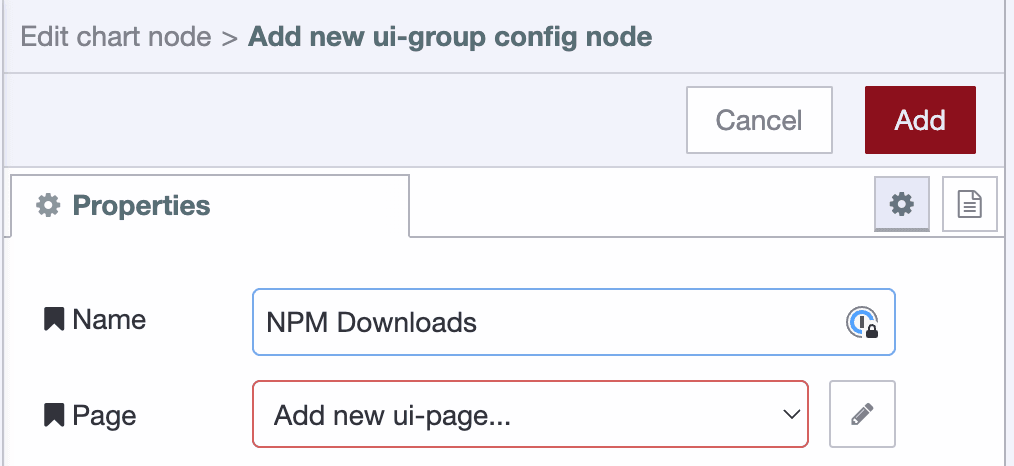 Edit chart node > Add new ui-group config node
Cancel Add
Properties
Name NPM Downloads
Page Add new ui-page...